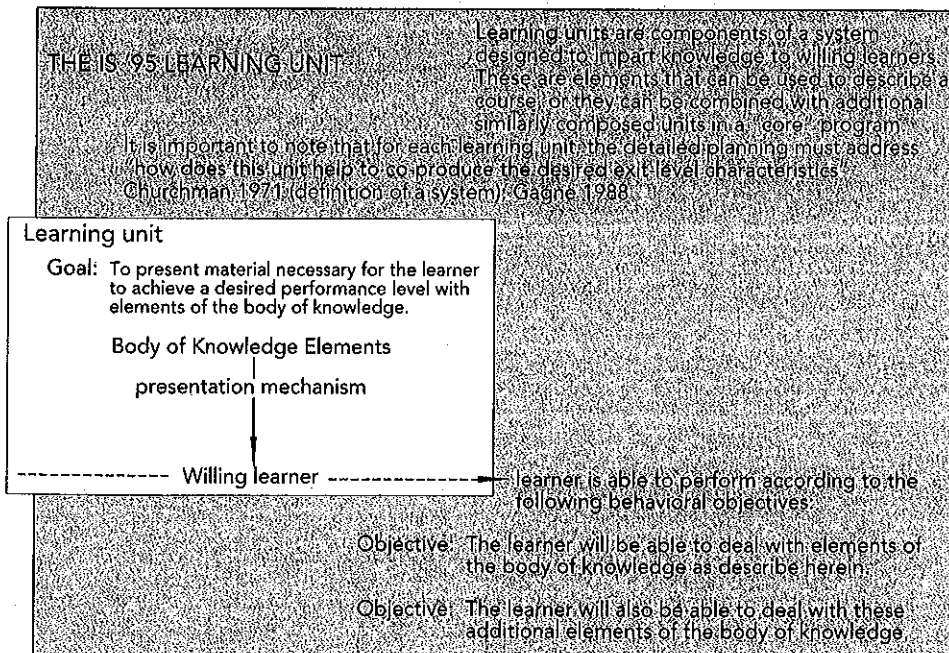 THE IS '95 LEARNING UNIT
Learning units are components of a system
designed to impart knowledge to willing learners.
These are elements that can be used to describe
course, or they can be combined with additional
similarly composed units in a "core" program
It is important to note that for each learning unit, the detailed planning must address
"how does this unit help to co-produce the desired exit level characteristics"
Churchman 1971 (definition of a system), Gagne 1988
Learning unit
Goal: To present material necessary for the learner
to achieve a desired performance level with
elements of the body of knowledge.
Body of Knowledge Elements
presentation mechanism
Willing learner
learner is able to perform according to the
following behavioral objectives:
Objective: The learner will be able to deal with elements of
the body of knowledge as describe herein.
Objective: The learner will also be able to deal with these
additional elements of the body of knowledge.